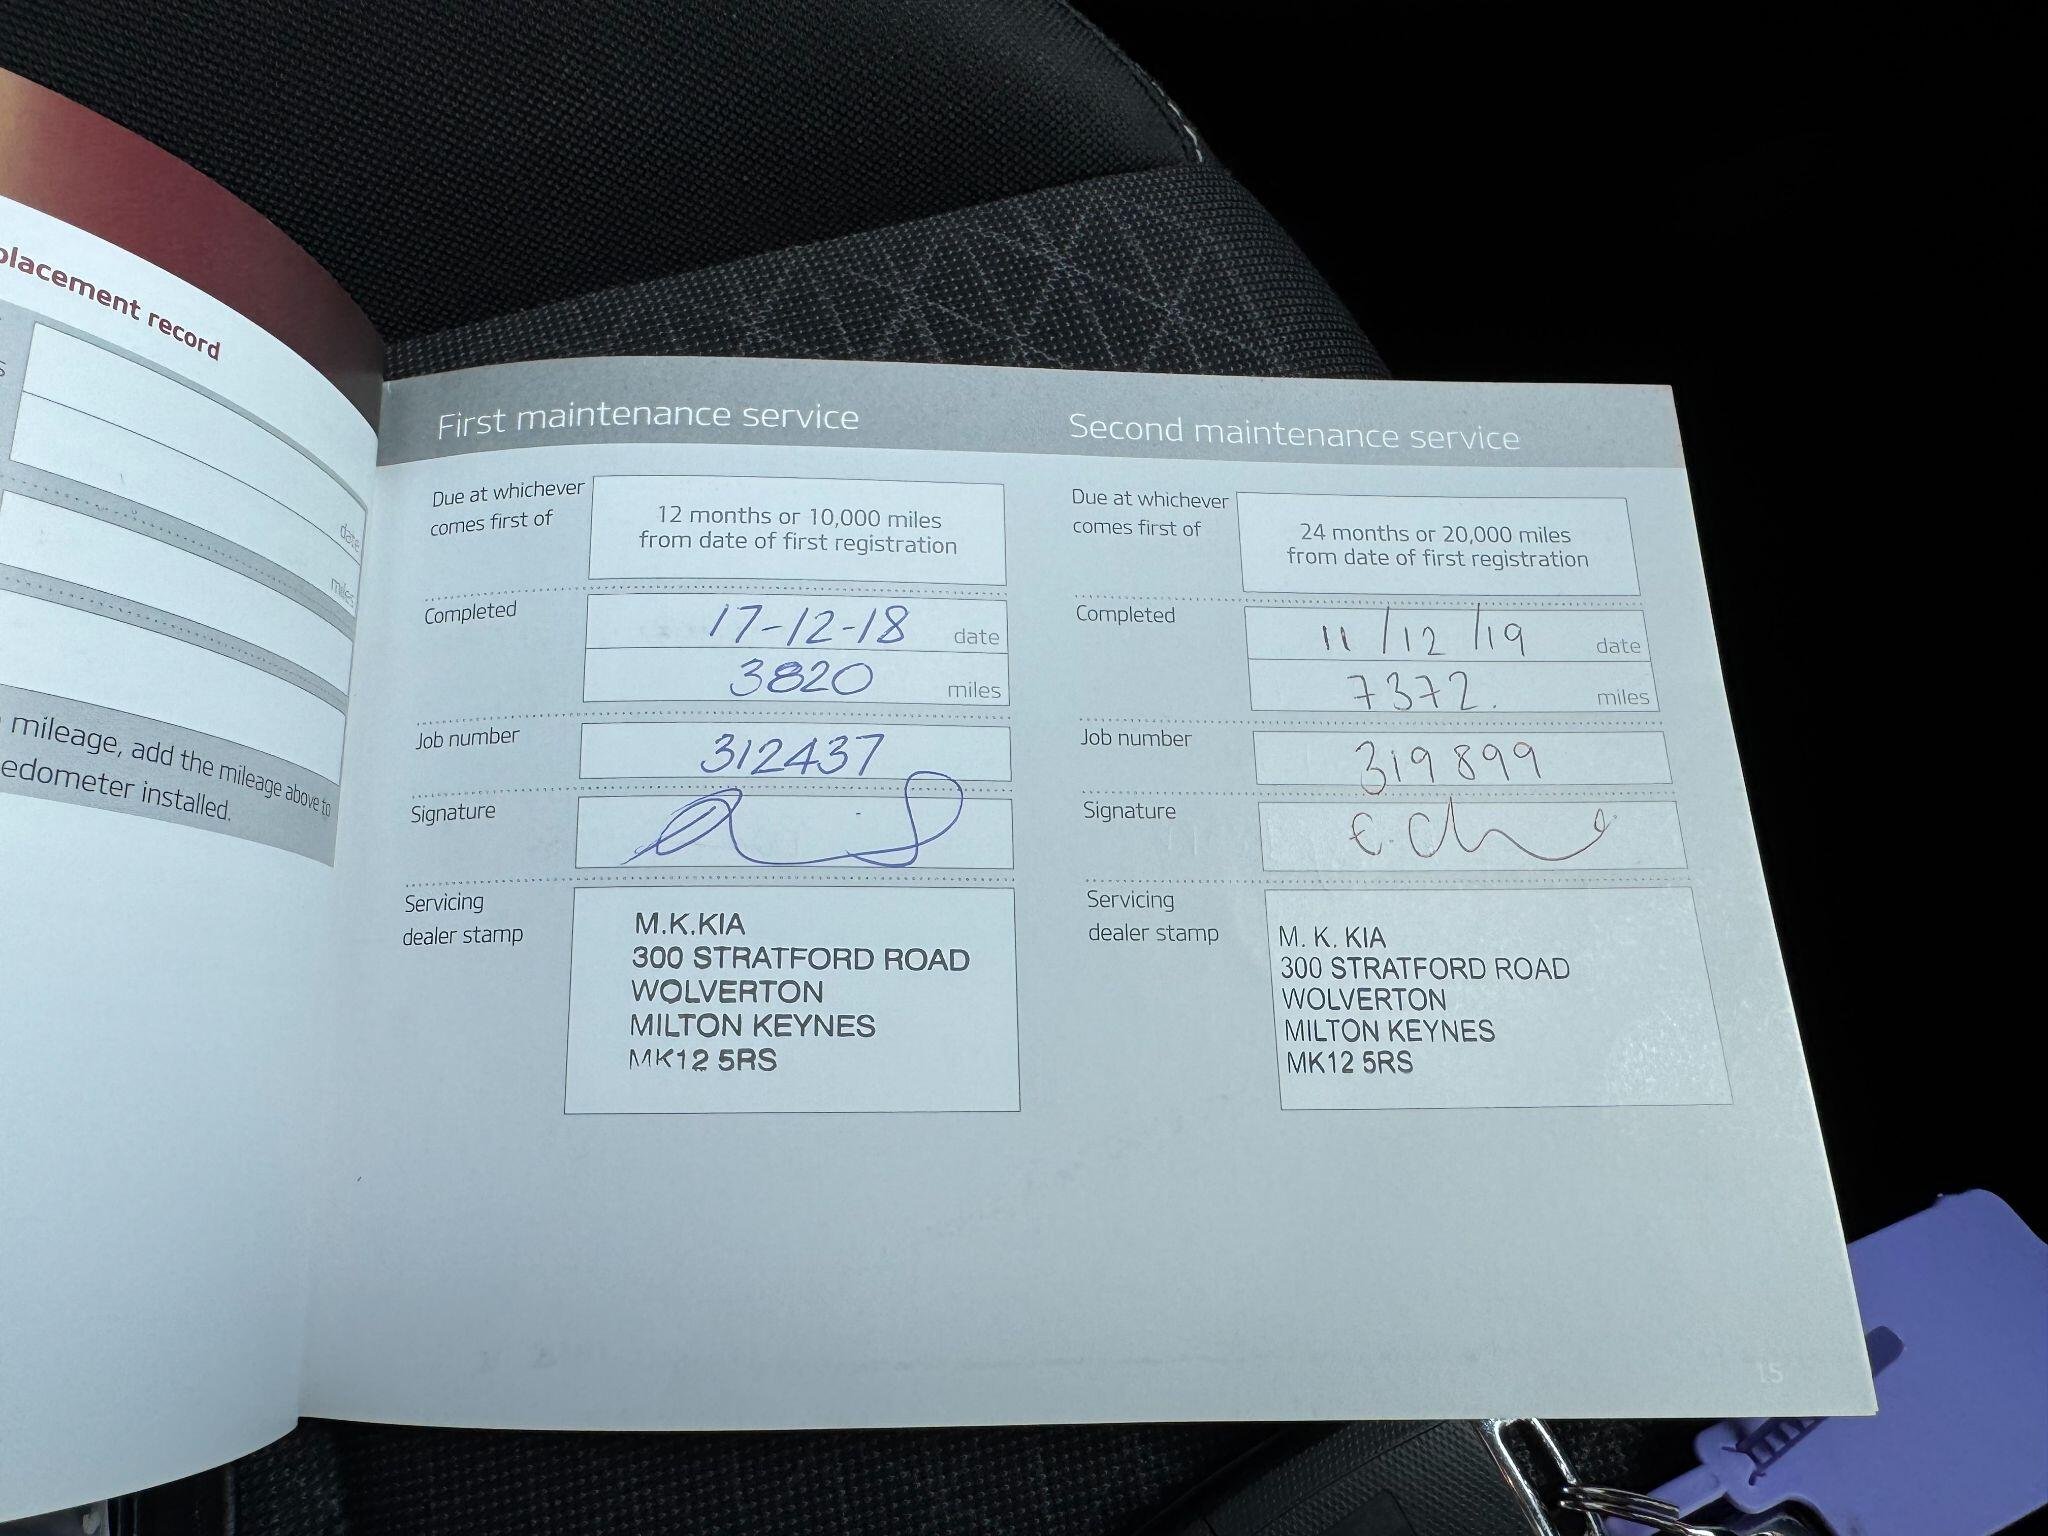 placement record
date
miles
mileage, add the mileage above to
edometer installed.
First maintenance service
Due at whichever
comes first of
12 months or 10,000 miles
from date of first registration
Completed
17-12-18 date
3820 miles
Job number
312437
Signature
Servicing
dealer stamp
M.K.KIA
300 STRATFORD ROAD
WOLVERTON
MILTON KEYNES
MK12 5RS
Second maintenance service
Due at whichever
comes first of
24 months or 20,000 miles
from date of first registration
Completed
11/12/19 date
7372. miles
Job number
319899
Signature
Servicing
dealer stamp
M. K. KIA
300 STRATFORD ROAD
WOLVERTON
MILTON KEYNES
MK12 5RS
15